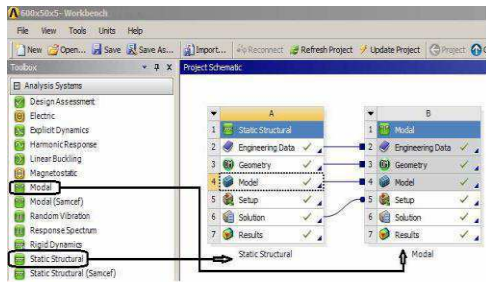 600x50x5-Workbench
File View Tools Units Help
New Open... Save Save As... Import... Reconnect Refresh Project Update Project Project
Toolbox
Project Schematic
Analysis Systems
Design Assessment
Electric
Explicit Dynamics
Harmonic Response
Linear Buckling
Magnetostatic
Modal
Modal (Samcef)
Random Vibration
Response Spectrum
Rigid Dynamics
Static Structural
Static Structural (Samcef)
A
1 Static Structural
2 Engineering Data
3 Geometry
4 Model
5 Setup
6 Solution
7 Results
Static Structural
B
1 Modal
2 Engineering Data
3 Geometry
4 Model
5 Setup
6 Solution
7 Results
Modal